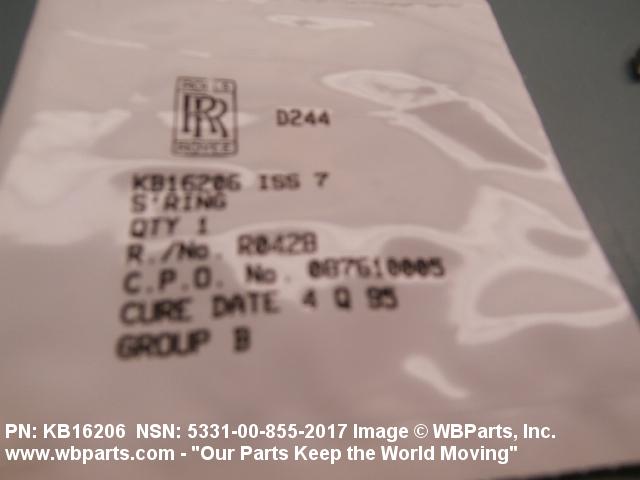 ROLLS
RR
ROYCE
D244
KB16206 ISS 7
S'RING
QTY 1
R./No. R042B
C.P.O. No. 087610005
CURE DATE 4 Q 95
GROUP B
PN: KB16206 NSN: 5331-00-855-2017 Image © WBParts, Inc.
www.wbparts.com - "Our Parts Keep the World Moving"